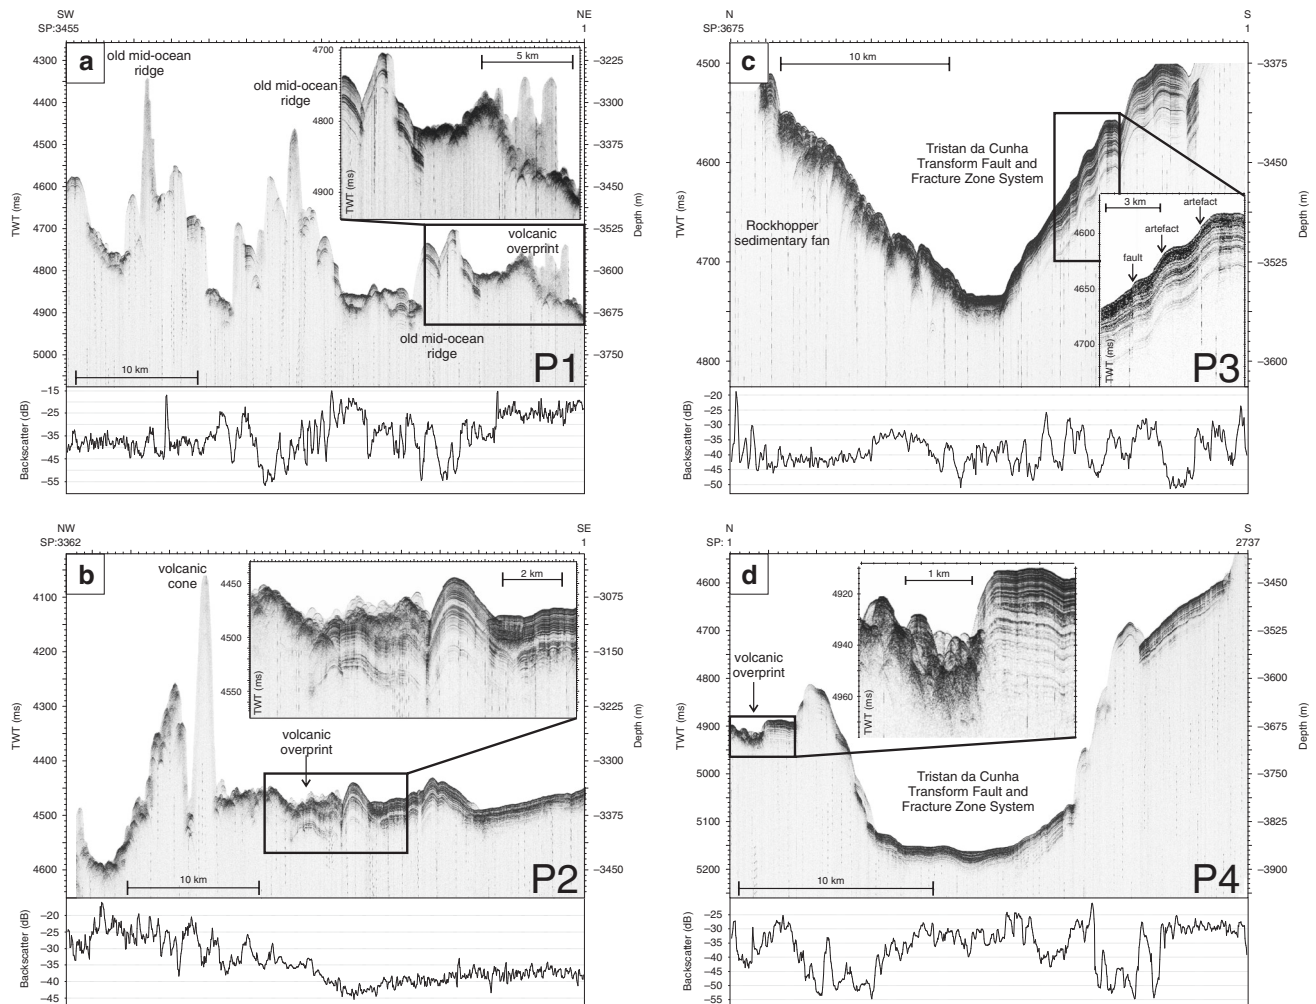 SW
NE
SP:3455
1
a
old mid-ocean
ridge
4700
5 km
4300
4400
4500
4600
4700
4800
4900
5000
TWT (ms)
old mid-ocean
ridge
4800
4900
TWT (ms)
volcanic
overprint
old mid-ocean
ridge
10 km
P1
−3225
−3300
−3375
−3450
−3525
−3600
−3675
−3750
Depth (m)
−15
−25
−35
−45
−55
Backscatter (dB)
N
S
SP:3675
1
c
10 km
4500
4600
4700
4800
TWT (ms)
Tristan da Cunha
Transform Fault and
Fracture Zone System
Rockhopper
sedimentary fan
3 km
artefact
artefact
fault
4600
4650
4700
TWT (ms)
P3
−3375
−3450
−3525
−3600
Depth (m)
−20
−25
−30
−35
−40
−45
−50
Backscatter (dB)
NW
SE
SP:3362
1
b
volcanic
cone
2 km
4450
4500
4550
TWT (ms)
4100
4200
4300
4400
4500
4600
TWT (ms)
volcanic
overprint
10 km
P2
−3075
−3150
−3225
−3300
−3375
−3450
Depth (m)
−20
−25
−30
−35
−40
−45
Backscatter (dB)
N
S
SP: 1
2737
d
1 km
4920
4940
4960
TWT (ms)
4600
4700
4800
4900
5000
5100
5200
TWT (ms)
volcanic
overprint
Tristan da Cunha
Transform Fault and
Fracture Zone System
10 km
P4
−3450
−3525
−3600
−3675
−3750
−3825
−3900
Depth (m)
−25
−30
−35
−40
−45
−50
−55
Backscatter (dB)